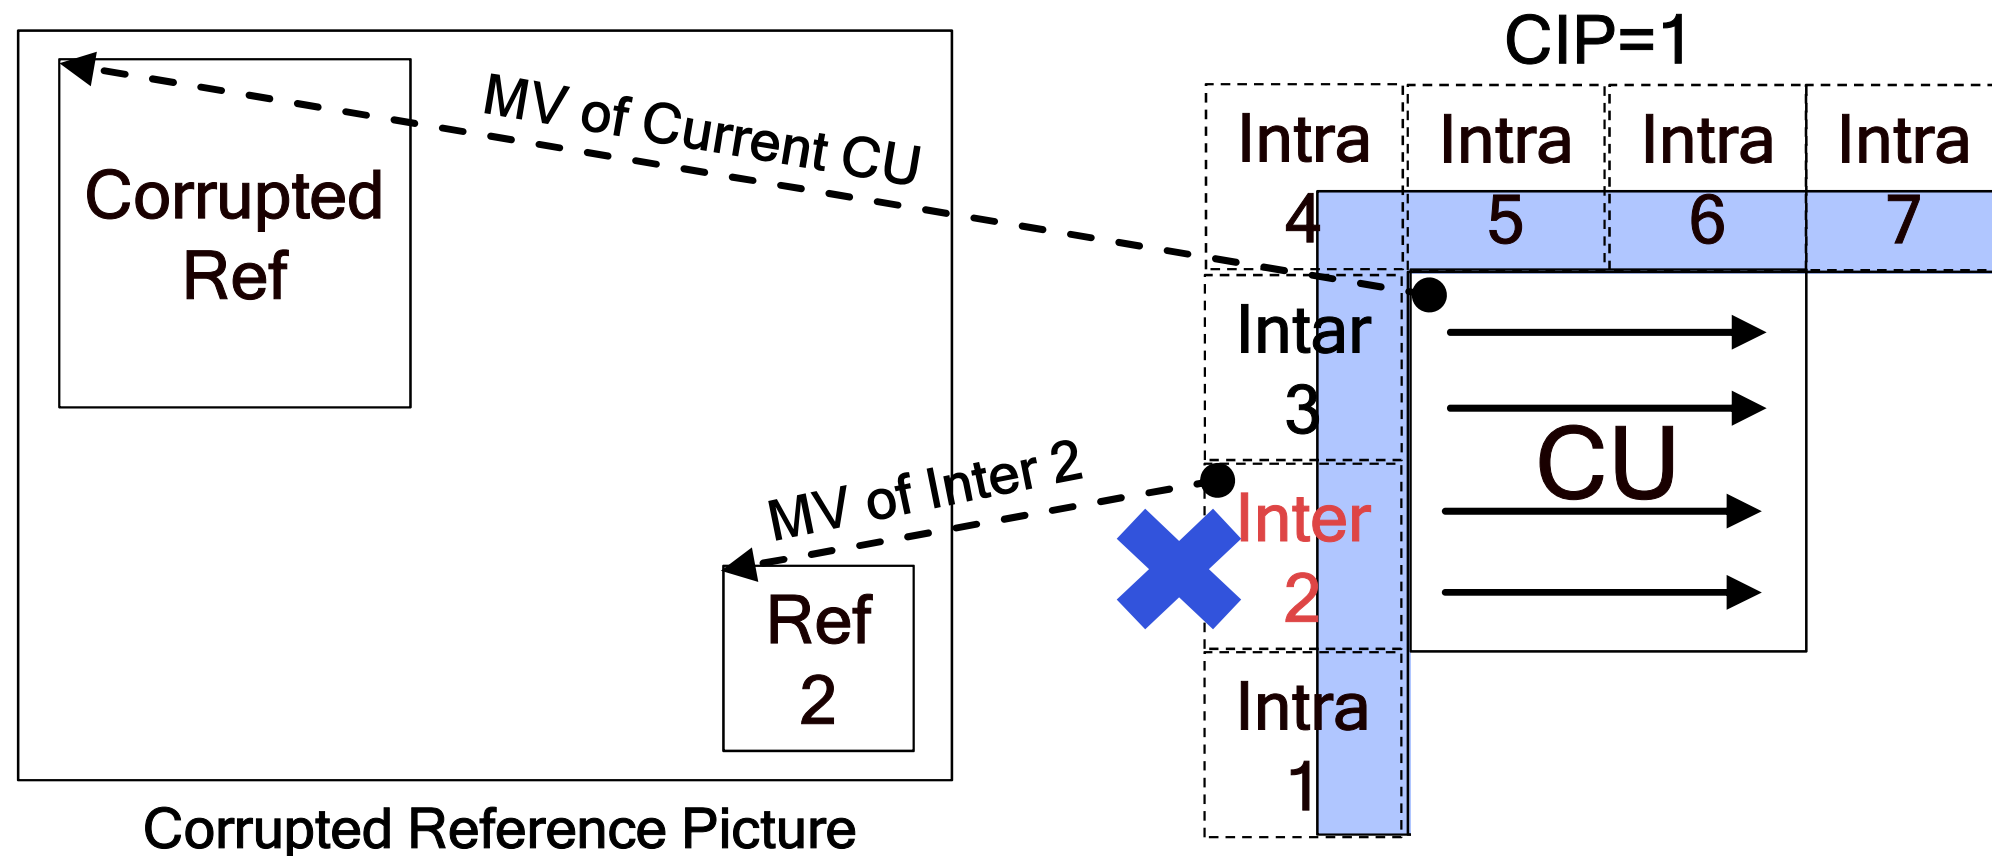 CIP=1
MV of Current CU
Corrupted
Ref
Intra
4
Intra
5
Intra
6
Intra
7
Intar
3
CU
MV of Inter 2
Inter
2
Ref
2
Intra
1
Corrupted Reference Picture